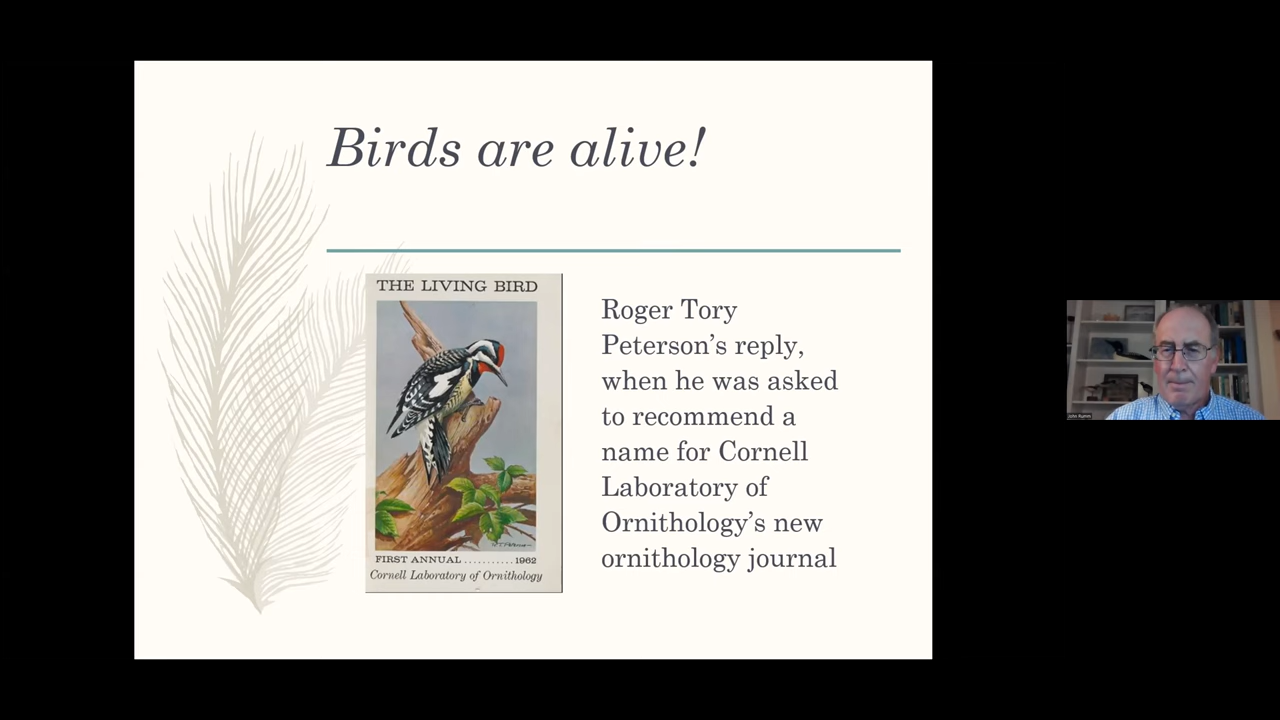 Birds are alive!
THE LIVING BIRD
FIRST ANNUAL .......... 1962
Cornell Laboratory of Ornithology
Roger Tory
Peterson’s reply,
when he was asked
to recommend a
name for Cornell
Laboratory of
Ornithology’s new
ornithology journal